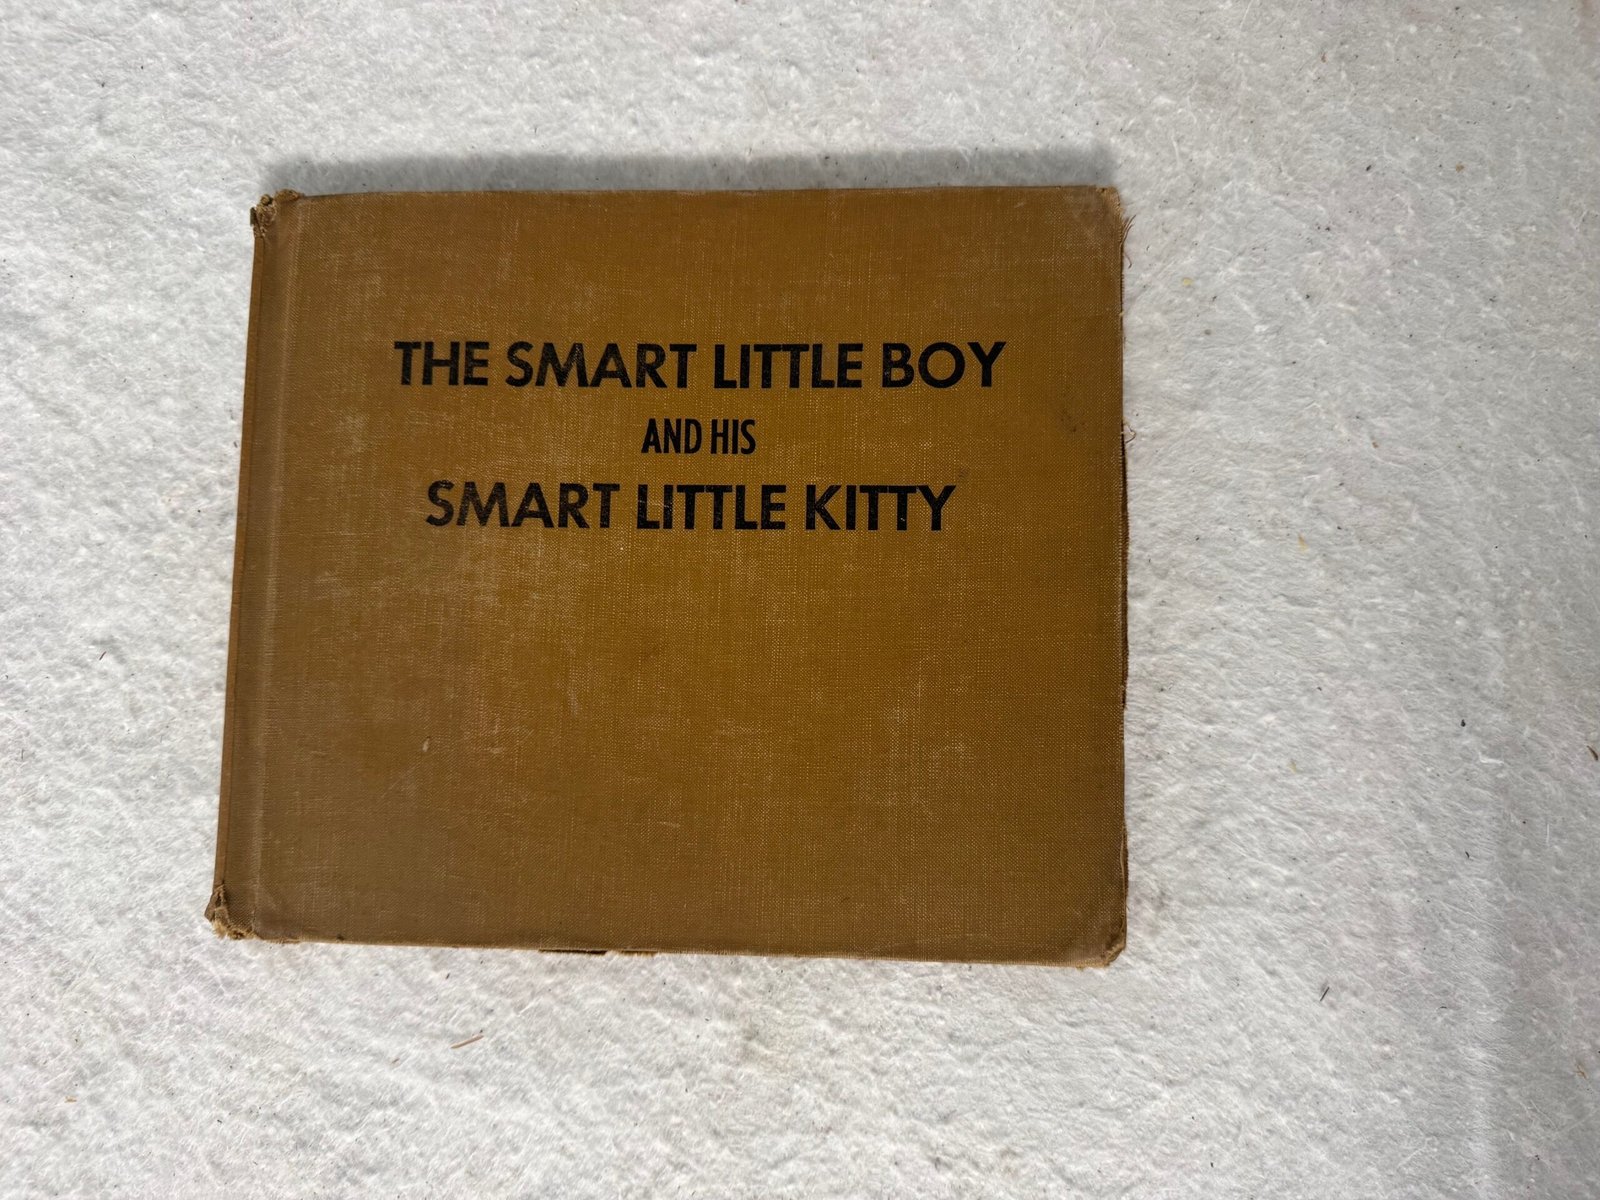 THE SMART LITTLE BOY
AND HIS
SMART LITTLE KITTY